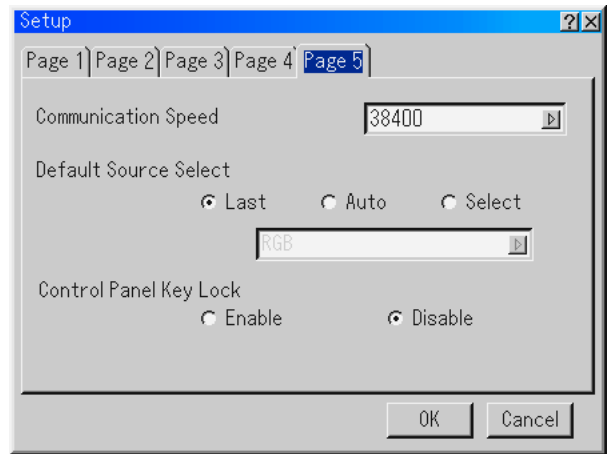 Setup ? X
Page 1 Page 2 Page 3 Page 4 Page 5
Communication Speed 38400
Default Source Select
Last Auto Select
RGB
Control Panel Key Lock
Enable Disable
OK Cancel